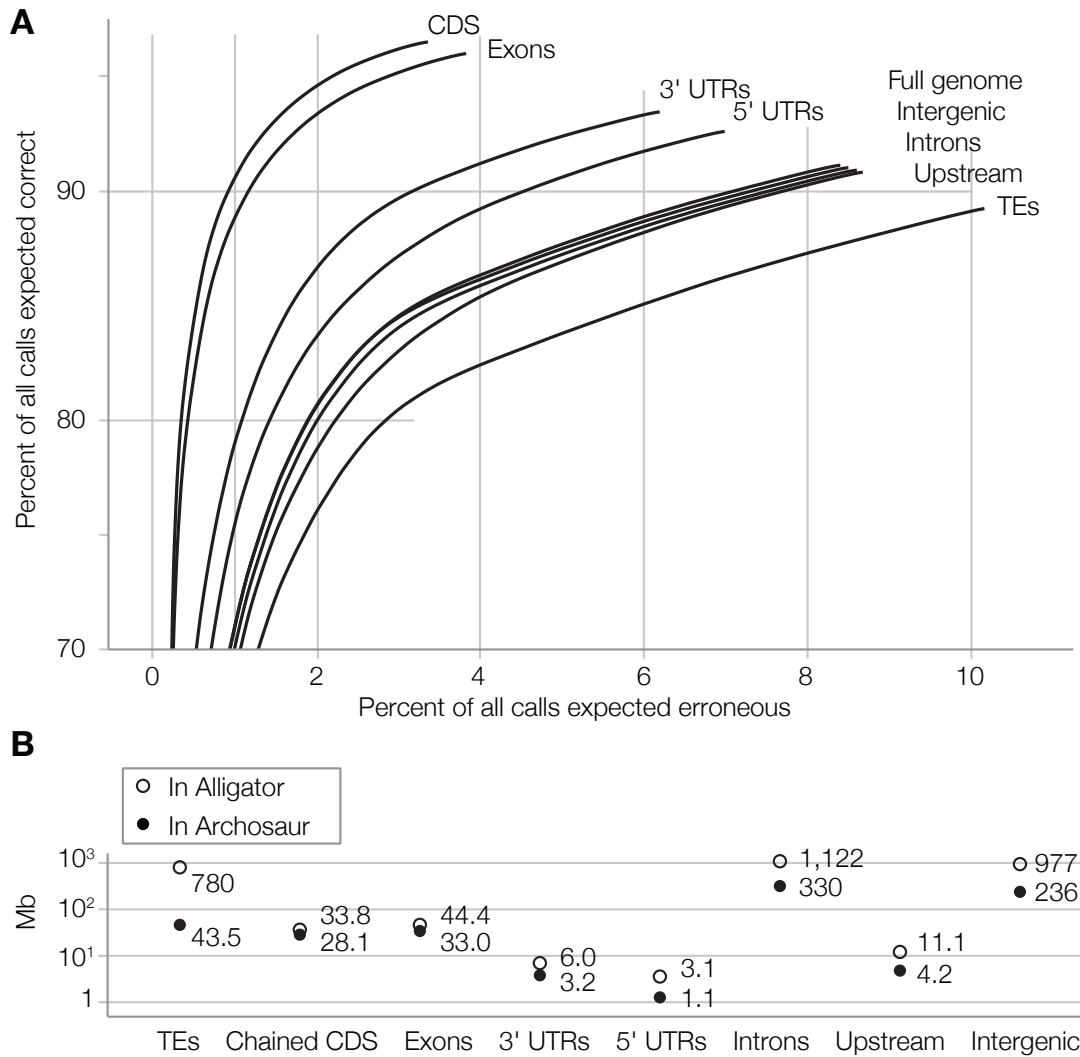 A
CDS
Exons
3' UTRs
5' UTRs
Full genome
Intergenic
Introns
Upstream
TEs
Percent of all calls expected correct
90
80
70
0 2 4 6 8 10
Percent of all calls expected erroneous
B
In Alligator
In Archosaur
Mb
10³
10²
10¹
1
780
43.5
33.8
28.1
44.4
33.0
6.0
3.2
3.1
1.1
1,122
330
11.1
4.2
977
236
TEs Chained CDS Exons 3' UTRs 5' UTRs Introns Upstream Intergenic